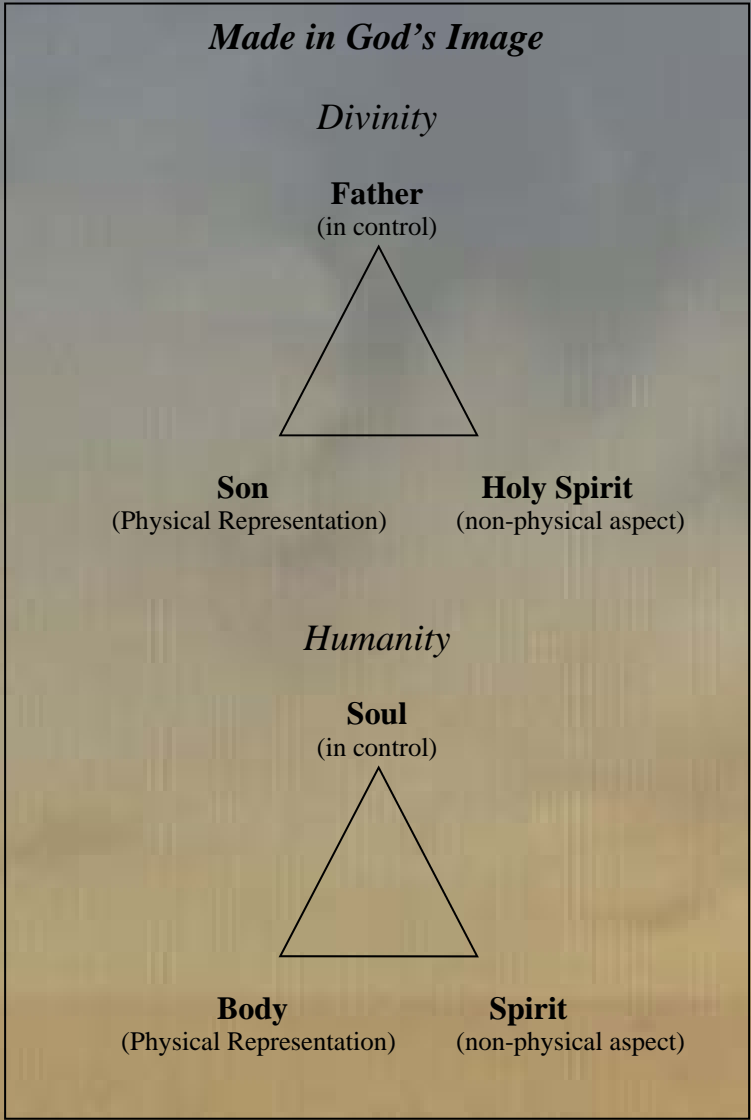 Made in God's Image
Divinity
Father
(in control)
Son Holy Spirit
(Physical Representation) (non-physical aspect)
Humanity
Soul
(in control)
Body Spirit
(Physical Representation) (non-physical aspect)